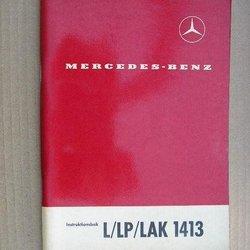 MERCEDES-BENZ
Instruktionsbok L/LP/LAK 1413